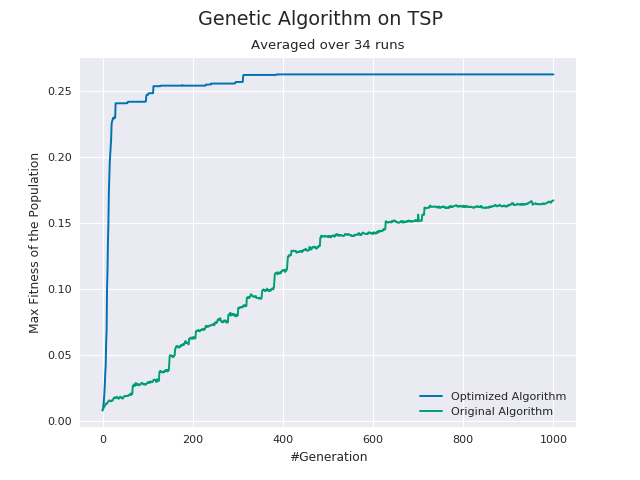 Genetic Algorithm on TSP
Averaged over 34 runs
Max Fitness of the Population
0.25
0.20
0.15
0.10
0.05
0.00
Optimized Algorithm
Original Algorithm
0 200 400 600 800 1000
#Generation